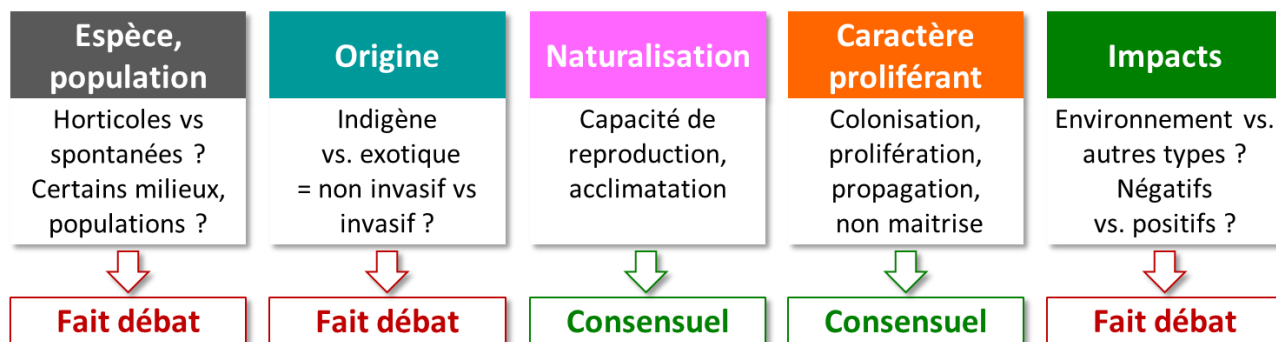 Espèce,
population
Horticoles vs
spontanées ?
Certains milieux,
populations ?
Fait débat
Origine
Indigène
vs. exotique
= non invasif vs
invasif ?
Fait débat
Naturalisation
Capacité de
reproduction,
acclimatation
Consensuel
Caractère
proliférant
Colonisation,
prolifération,
propagation,
non maitrise
Consensuel
Impacts
Environnement vs.
autres types ?
Négatifs
vs. positifs ?
Fait débat